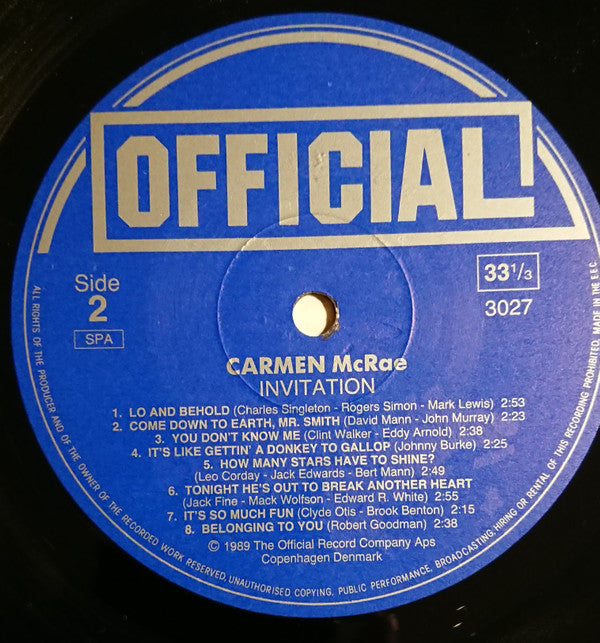 OFFICIAL
Side
2
SPA
33 1/3
3027
CARMEN McRae
INVITATION
1. LO AND BEHOLD (Charles Singleton - Rogers Simon - Mark Lewis) 2:53
2. COME DOWN TO EARTH, MR. SMITH (David Mann - John Murray) 2:23
3. YOU DON'T KNOW ME (Clint Walker - Eddy Arnold) 2:38
4. IT'S LIKE GETTIN' A DONKEY TO GALLOP (Johnny Burke) 2:25
5. HOW MANY STARS HAVE TO SHINE?
(Leo Corday - Jack Edwards - Bert Mann) 2:49
6. TONIGHT HE'S OUT TO BREAK ANOTHER HEART
(Jack Fine - Mack Wolfson - Edward R. White) 2:55
7. IT'S SO MUCH FUN (Clyde Otis - Brook Benton) 2:15
8. BELONGING TO YOU (Robert Goodman) 2:38
© 1989 The Official Record Company Aps
Copenhagen Denmark
ALL RIGHTS OF THE PRODUCER AND OF THE OWNER OF THE RECORDED WORK RESERVED. UNAUTHORISED COPYING, PUBLIC PERFORMANCE, BROADCASTING, HIRING OR RENTAL OF THIS RECORDING PROHIBITED. MADE IN THE E.E.C.